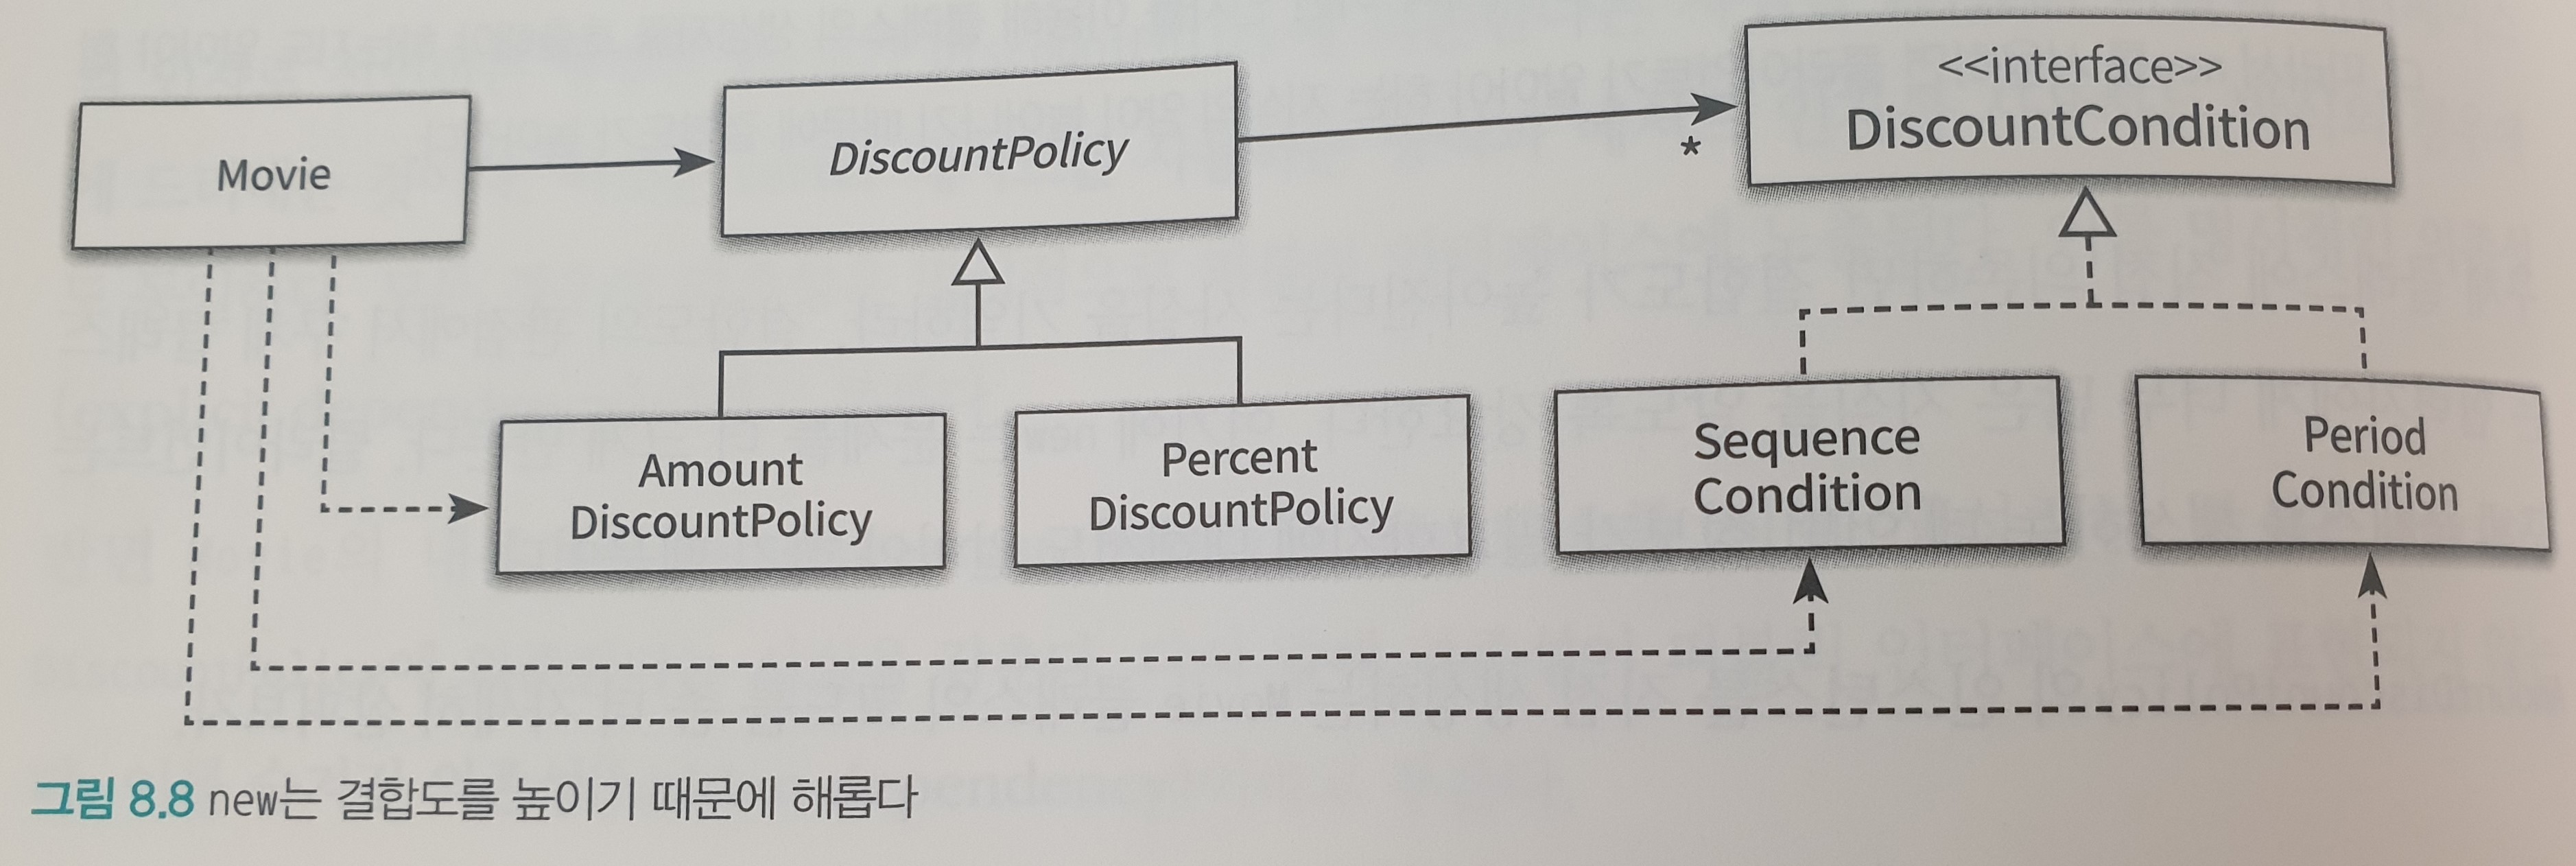 Movie
DiscountPolicy
<<interface>>
DiscountCondition
*
Amount
DiscountPolicy
Percent
DiscountPolicy
Sequence
Condition
Period
Condition
그림 8.8 new는 결합도를 높이기 때문에 해롭다